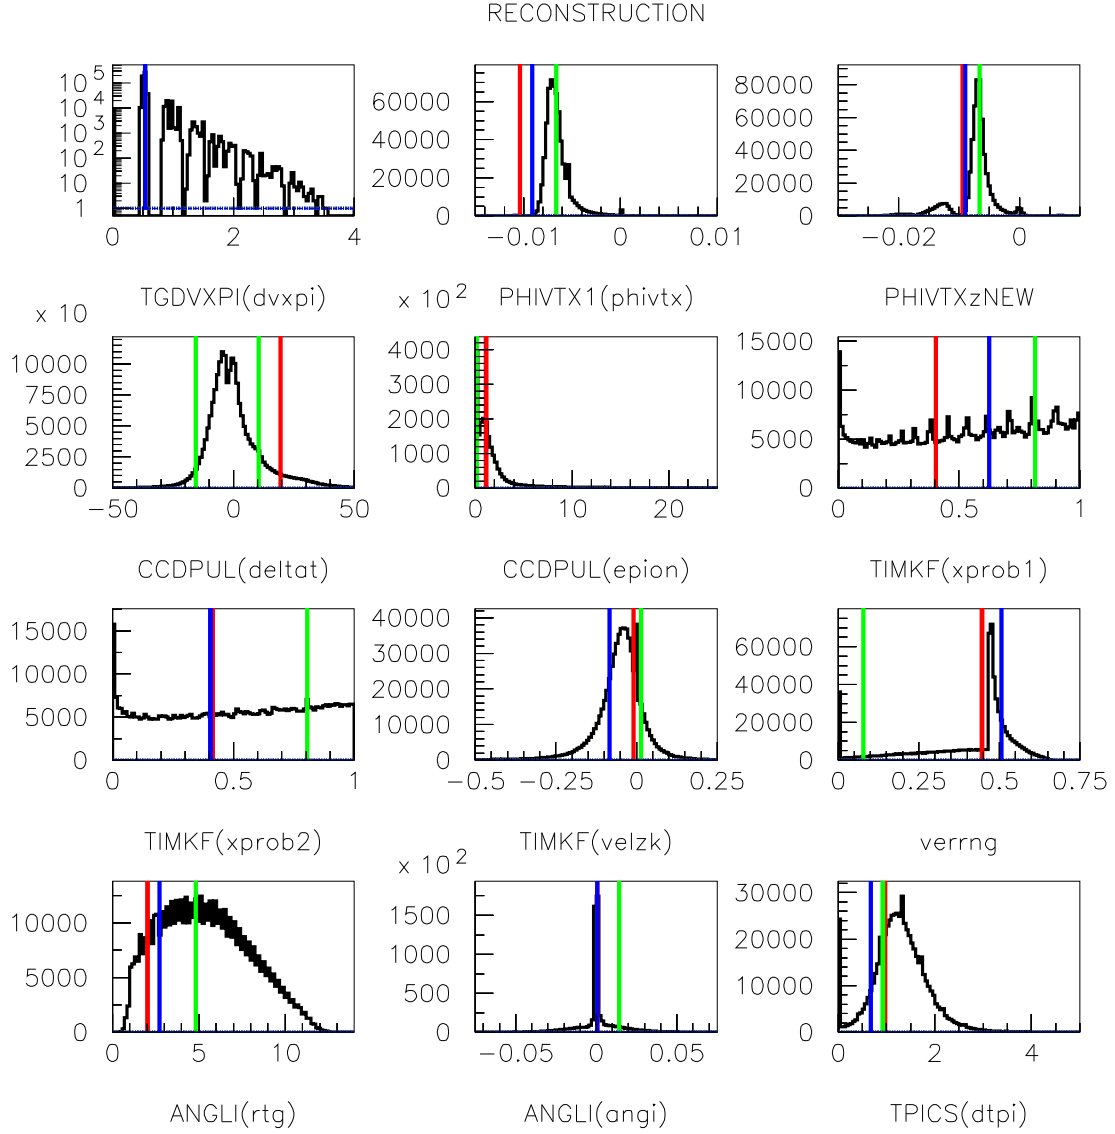 RECONSTRUCTION
10^5
10^4
10^3
10^2
10
1
0 2 4
TGDVXPI(dvxpi)
60000
40000
20000
0
−0.01 0 0.01
PHIVTX1(phivtx)
80000
60000
40000
20000
0
−0.02 0
PHIVTXzNEW
x 10
10000
7500
5000
2500
0
−50 0 50
CCDPUL(deltat)
x 10^2
4000
3000
2000
1000
0
0 10 20
CCDPUL(epion)
15000
10000
5000
0
0 0.5 1
TIMKF(xprob1)
15000
10000
5000
0
0 0.5 1
TIMKF(xprob2)
40000
30000
20000
10000
0
−0.5 −0.25 0 0.25
TIMKF(velzk)
60000
40000
20000
0
0 0.25 0.5 0.75
verrng
10000
5000
0
0 5 10
ANGLI(rtg)
x 10^2
1500
1000
500
0
−0.05 0 0.05
ANGLI(angi)
30000
20000
10000
0
0 2 4
TPICS(dtpi)